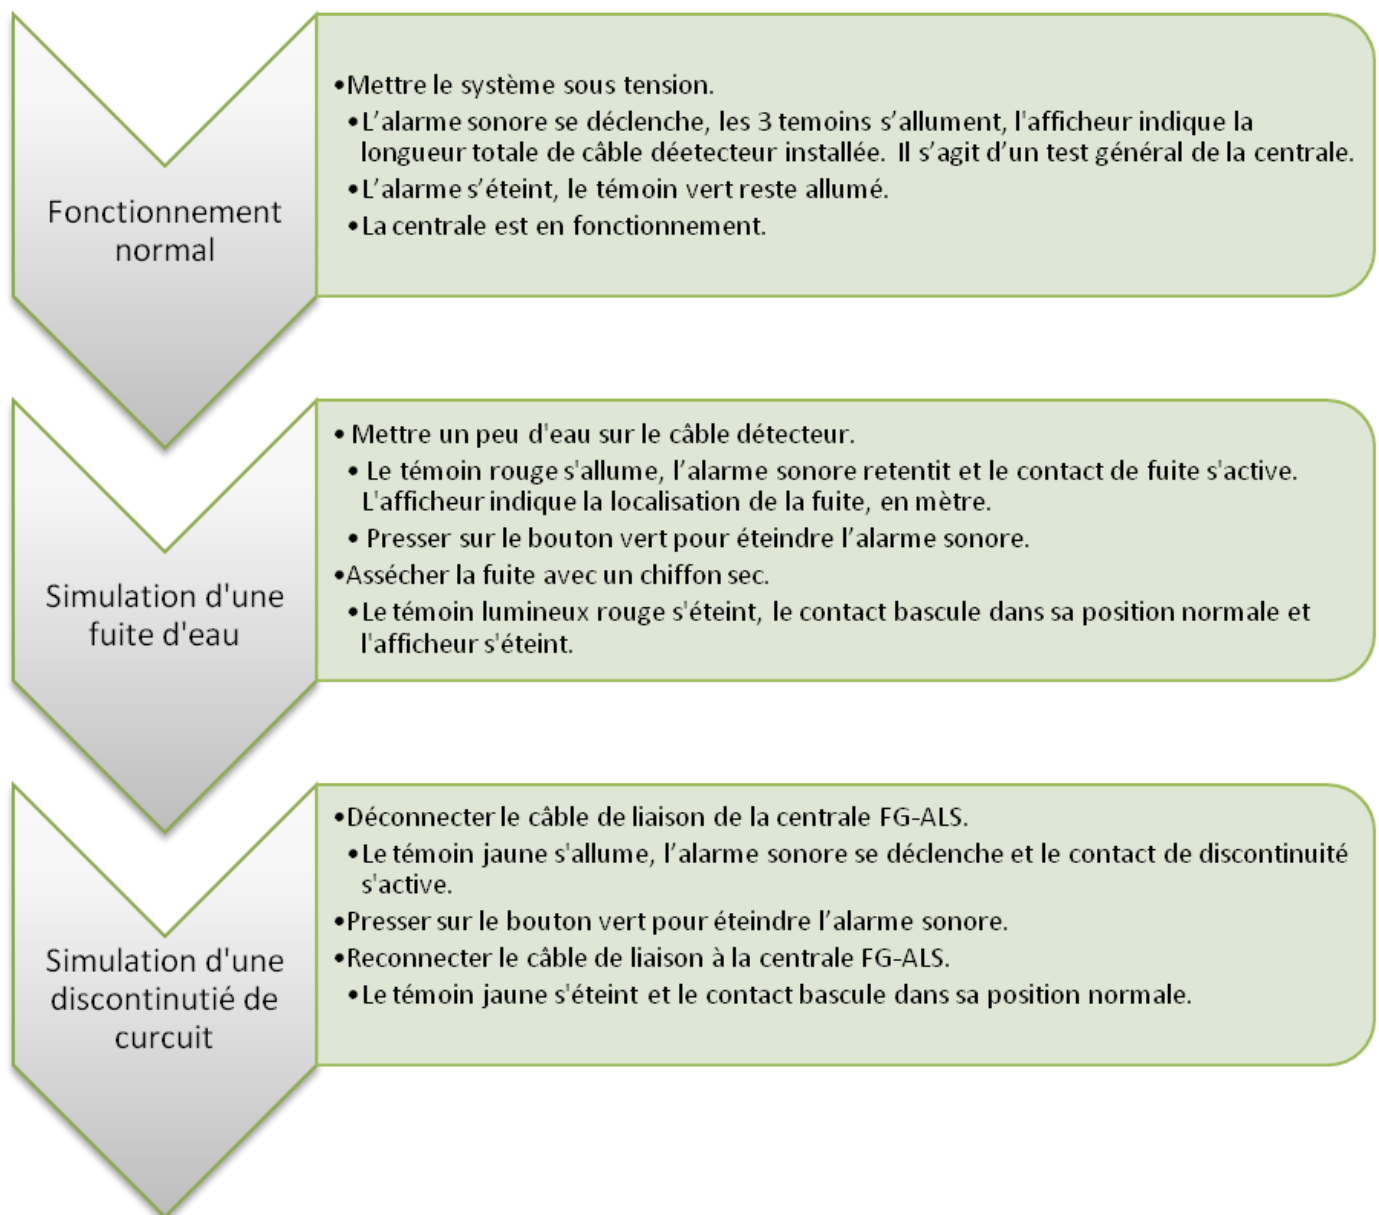 Fonctionnement
normal
•Mettre le système sous tension.
•L’alarme sonore se déclenche, les 3 temoins s’allument, l'afficheur indique la
longueur totale de câble déetecteur installée. Il s’agit d’un test général de la centrale.
•L’alarme s’éteint, le témoin vert reste allumé.
•La centrale est en fonctionnement.
Simulation d'une
fuite d'eau
• Mettre un peu d'eau sur le câble détecteur.
• Le témoin rouge s'allume, l’alarme sonore retentit et le contact de fuite s'active.
L'afficheur indique la localisation de la fuite, en mètre.
• Presser sur le bouton vert pour éteindre l’alarme sonore.
•Assécher la fuite avec un chiffon sec.
•Le témoin lumineux rouge s'éteint, le contact bascule dans sa position normale et
l'afficheur s'éteint.
Simulation d'une
discontinutié de
curcuit
•Déconnecter le câble de liaison de la centrale FG-ALS.
•Le témoin jaune s'allume, l’alarme sonore se déclenche et le contact de discontinuité
s'active.
•Presser sur le bouton vert pour éteindre l’alarme sonore.
•Reconnecter le câble de liaison à la centrale FG-ALS.
•Le témoin jaune s'éteint et le contact bascule dans sa position normale.